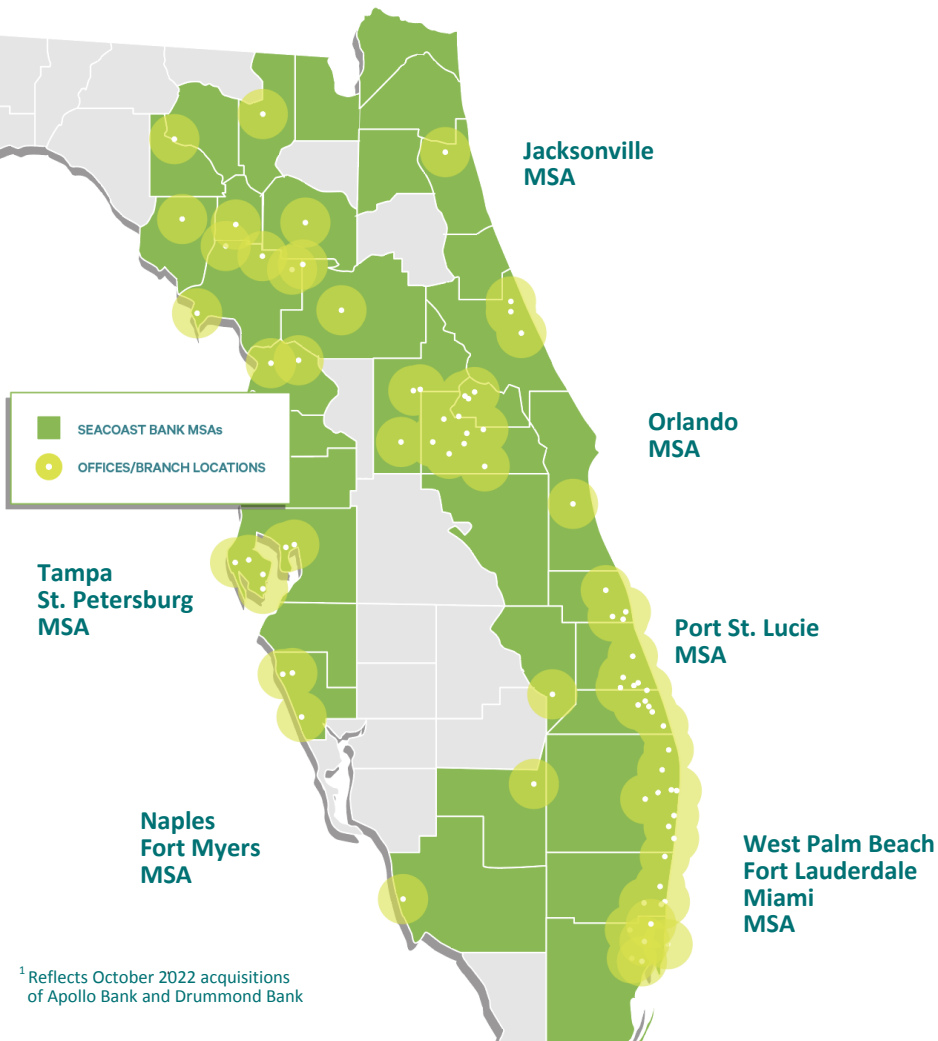 Jacksonville
MSA
SEACOAST BANK MSAs
OFFICES/BRANCH LOCATIONS
Orlando
MSA
Tampa
St. Petersburg
MSA
Port St. Lucie
MSA
Naples
Fort Myers
MSA
West Palm Beach
Fort Lauderdale
Miami
MSA
1 Reflects October 2022 acquisitions
of Apollo Bank and Drummond Bank